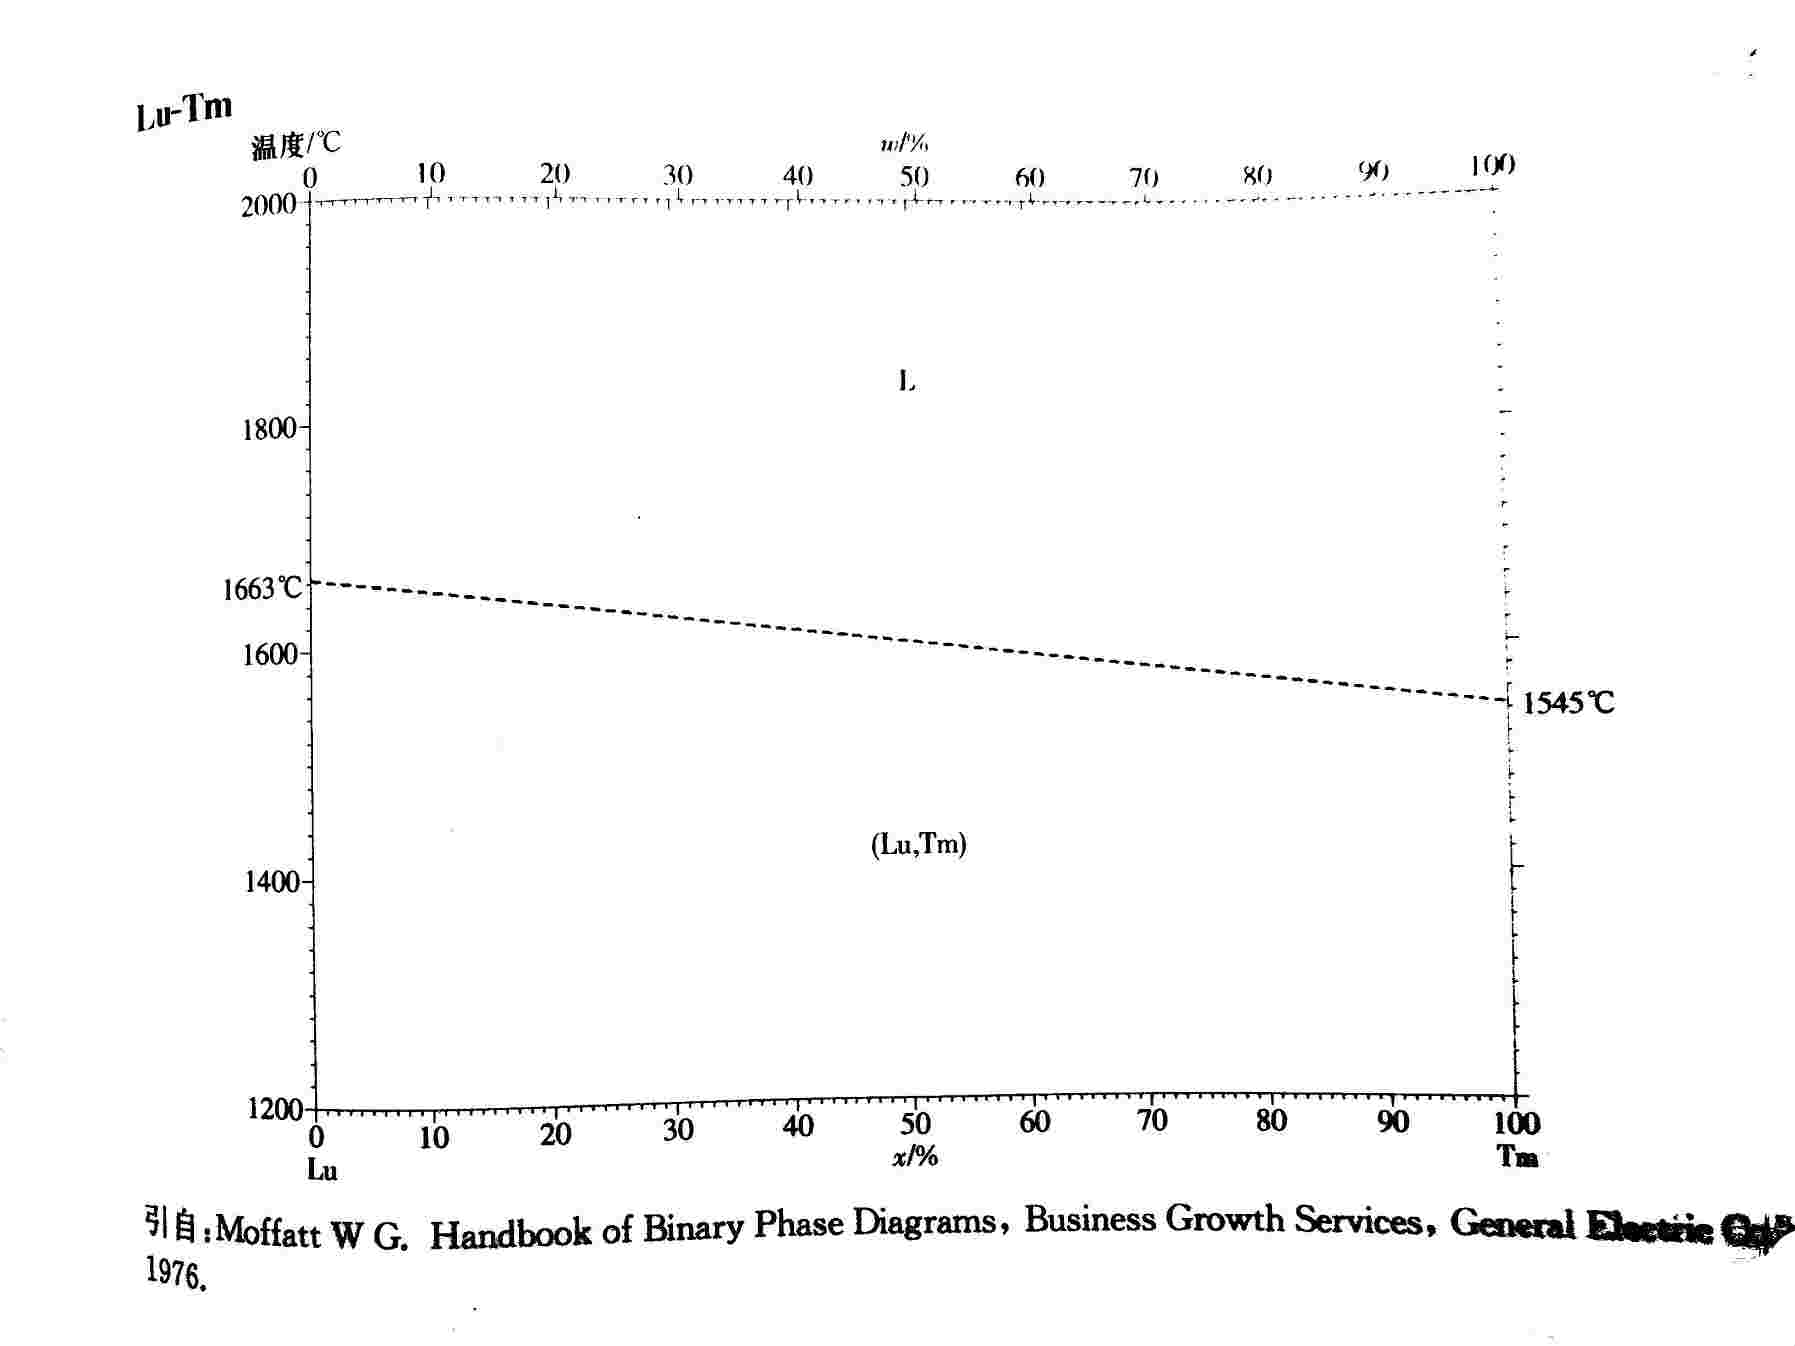 Lu-Tm
温度/℃
w/%
0 10 20 30 40 50 60 70 80 90 100
2000
L
1800
1663℃
1600
1545℃
(Lu,Tm)
1400
1200
0 10 20 30 40 50 60 70 80 90 100
Lu x/% Tm
引自:Moffatt W G. Handbook of Binary Phase Diagrams, Business Growth Services, General Electric
1976.